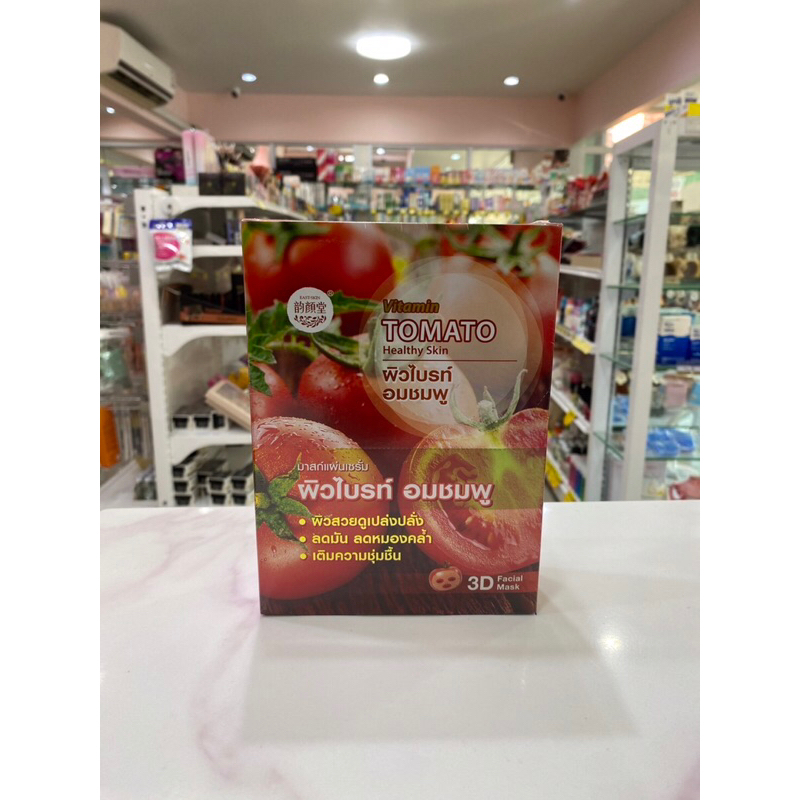 EAST-SKIN
韵颜堂
®
Vitamin
TOMATO
Healthy Skin
ผิวไบรท์
อมชมพู
มาสก์แผ่นเซรั่ม
ผิวไบรท์ อมชมพู
• ผิวสวยดูเปล่งปลั่ง
• ลดมัน ลดหมองคล้ำ
• เติมความชุ่มชื้น
3D Facial
Mask